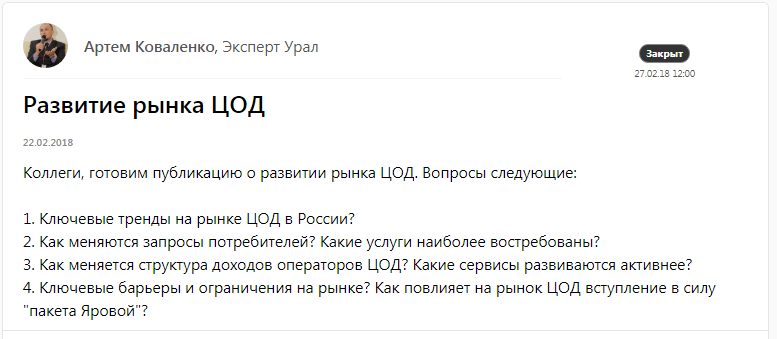 Артем Коваленко, Эксперт Урал
Закрыт
27.02.18 12:00
Развитие рынка ЦОД
22.02.2018
Коллеги, готовим публикацию о развитии рынка ЦОД. Вопросы следующие:
1. Ключевые тренды на рынке ЦОД в России?
2. Как меняются запросы потребителей? Какие услуги наиболее востребованы?
3. Как меняется структура доходов операторов ЦОД? Какие сервисы развиваются активнее?
4. Ключевые барьеры и ограничения на рынке? Как повлияет на рынок ЦОД вступление в силу
"пакета Яровой"?